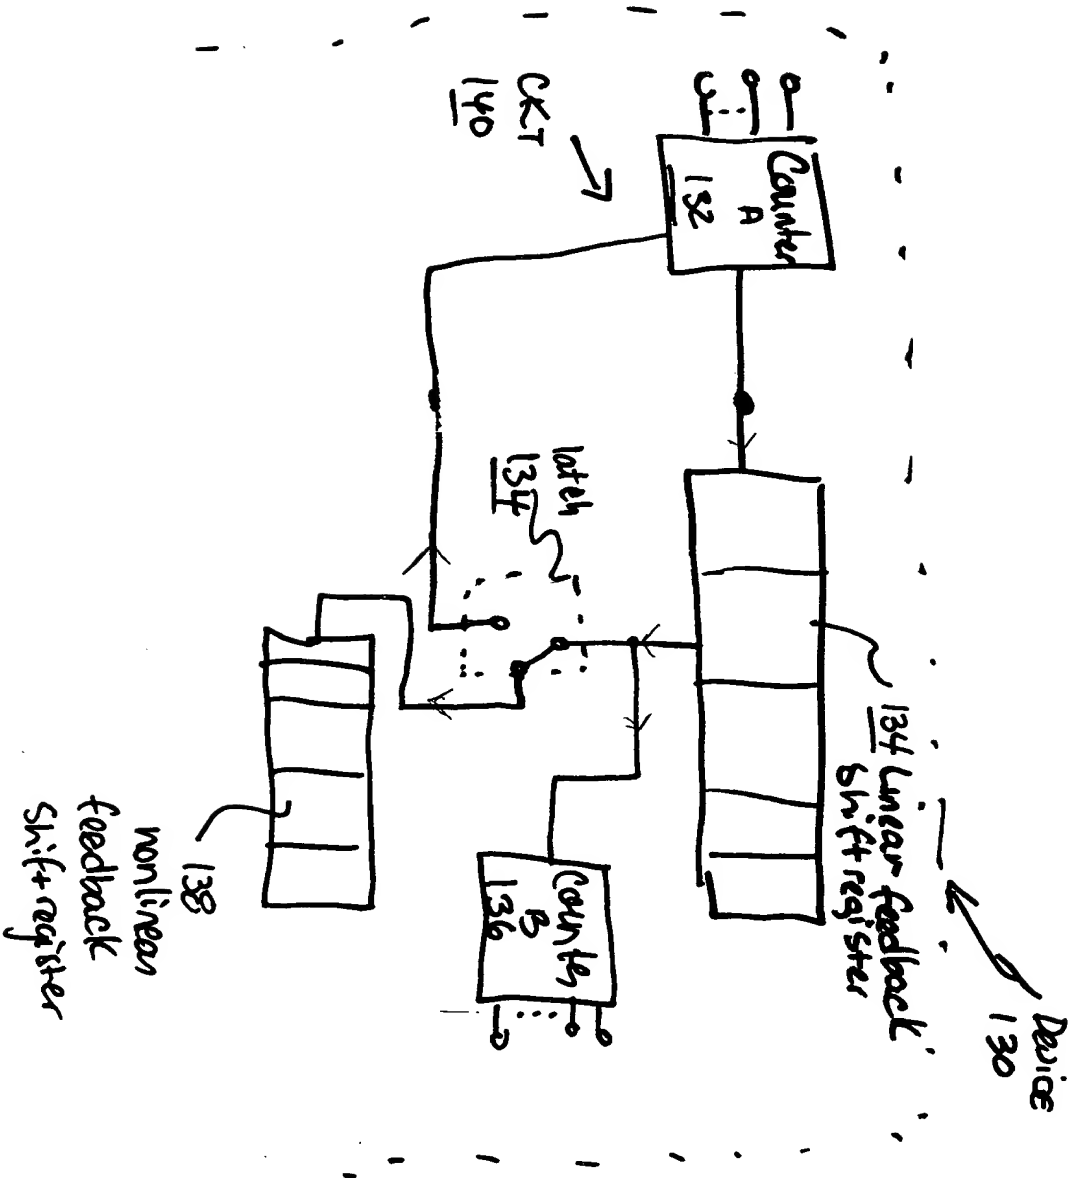 Device
130
134 Linear feedback
shift register
Counter
A
132
CKT
140
latch
134
Counter
B
136
138
nonlinear
feedback
shift register